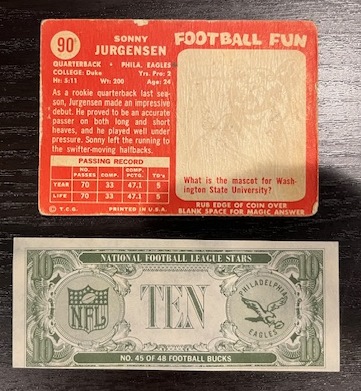 90
SONNY
JURGENSEN
QUARTERBACK • PHILA. EAGLES
COLLEGE: Duke Yrs. Pro: 2
Ht: 5:11 Wt: 200 Age: 24
As a rookie quarterback last sea-
son, Jurgensen made an impressive
debut. He proved to be an accurate
passer on both long and short
heaves, and he played well under
pressure. Sonny left the running to
the swifter-moving halfbacks.
PASSING RECORD
NO. PASSES COMP. COMP. PCTG. TD's
YEAR 70 33 47.1 5
LIFE 70 33 47.1 5
© T.C.G. PRINTED IN U.S.A.
FOOTBALL FUN
What is the mascot for Wash-
ington State University?
RUB EDGE OF COIN OVER
BLANK SPACE FOR MAGIC ANSWER
10 10
NATIONAL FOOTBALL LEAGUE STARS
NFL
TEN
PHILADELPHIA
EAGLES
10 10
NO. 45 OF 48 FOOTBALL BUCKS